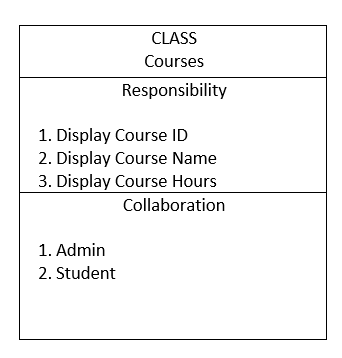 CLASS
Courses
Responsibility
1. Display Course ID
2. Display Course Name
3. Display Course Hours
Collaboration
1. Admin
2. Student